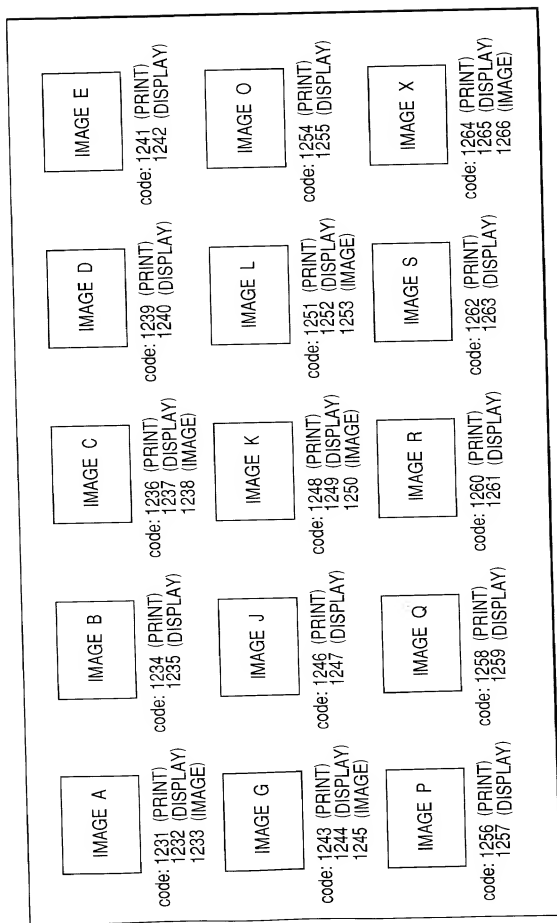 IMAGE A
code: 1231 (PRINT)
1232 (DISPLAY)
1233 (IMAGE)
IMAGE B
code: 1234 (PRINT)
1235 (DISPLAY)
IMAGE C
code: 1236 (PRINT)
1237 (DISPLAY)
1238 (IMAGE)
IMAGE D
code: 1239 (PRINT)
1240 (DISPLAY)
IMAGE E
code: 1241 (PRINT)
1242 (DISPLAY)
IMAGE G
code: 1243 (PRINT)
1244 (DISPLAY)
1245 (IMAGE)
IMAGE J
code: 1246 (PRINT)
1247 (DISPLAY)
IMAGE K
code: 1248 (PRINT)
1249 (DISPLAY)
1250 (IMAGE)
IMAGE L
code: 1251 (PRINT)
1252 (DISPLAY)
1253 (IMAGE)
IMAGE O
code: 1254 (PRINT)
1255 (DISPLAY)
IMAGE P
code: 1256 (PRINT)
1257 (DISPLAY)
IMAGE Q
code: 1258 (PRINT)
1259 (DISPLAY)
IMAGE R
code: 1260 (PRINT)
1261 (DISPLAY)
IMAGE S
code: 1262 (PRINT)
1263 (DISPLAY)
IMAGE X
code: 1264 (PRINT)
1265 (DISPLAY)
1266 (IMAGE)